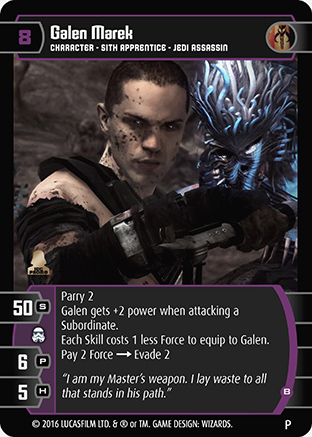 8
Galen Marek
CHARACTER - SITH APPRENTICE - JEDI ASSASSIN
50 S
6 P
5 H
Parry 2
Galen gets +2 power when attacking a
Subordinate.
Each Skill costs 1 less Force to equip to Galen.
Pay 2 Force → Evade 2
"I am my Master's weapon. I lay waste to all
that stands in his path."
B
© 2016 LUCASFILM LTD. & ® or TM. GAME DESIGN: WIZARDS.
P